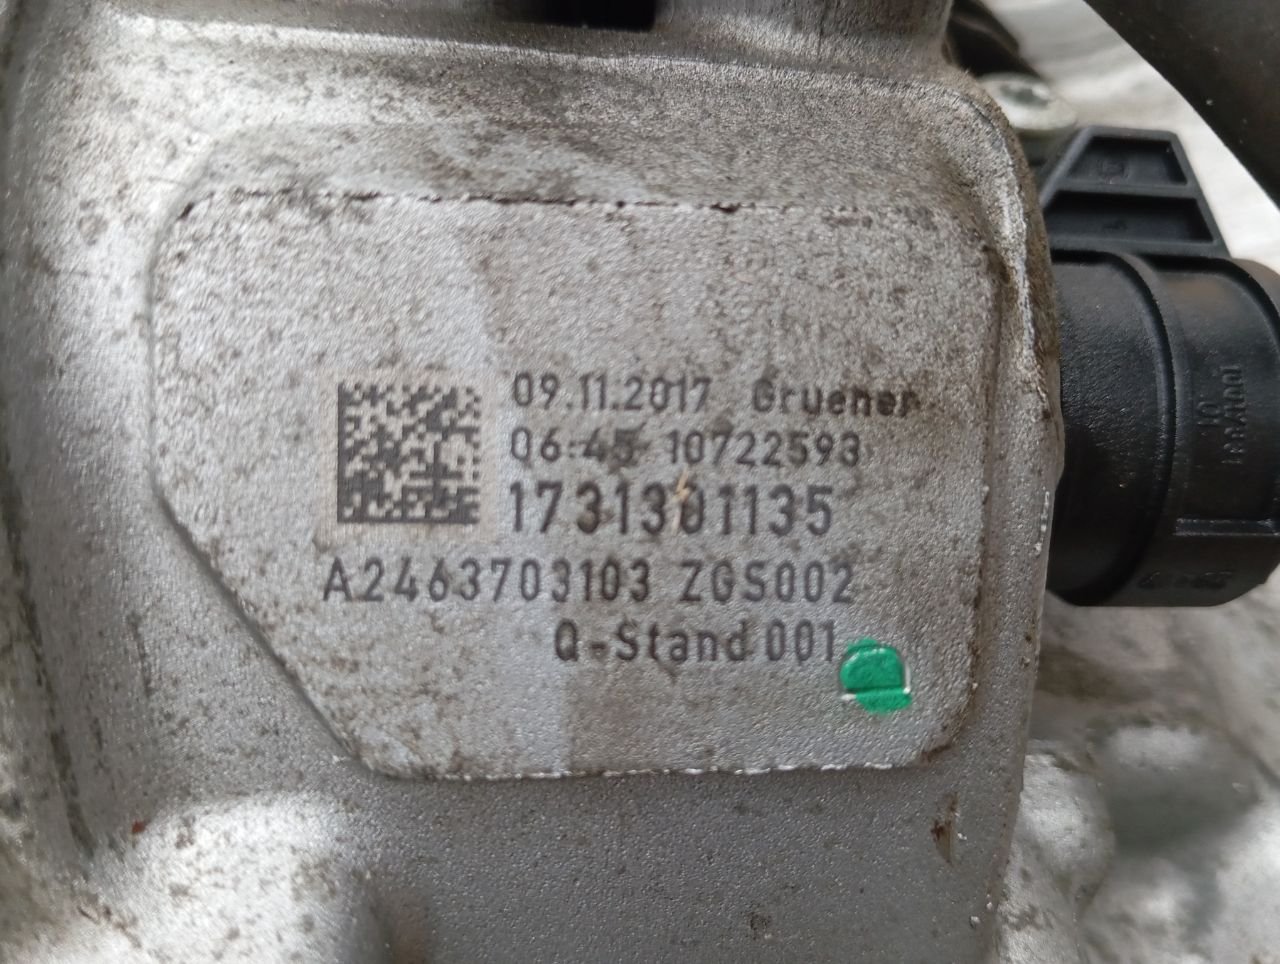 09.11.2017 Gruener
06:45 10722593
1731301135
A2463703103 ZGS002
Q-Stand 001